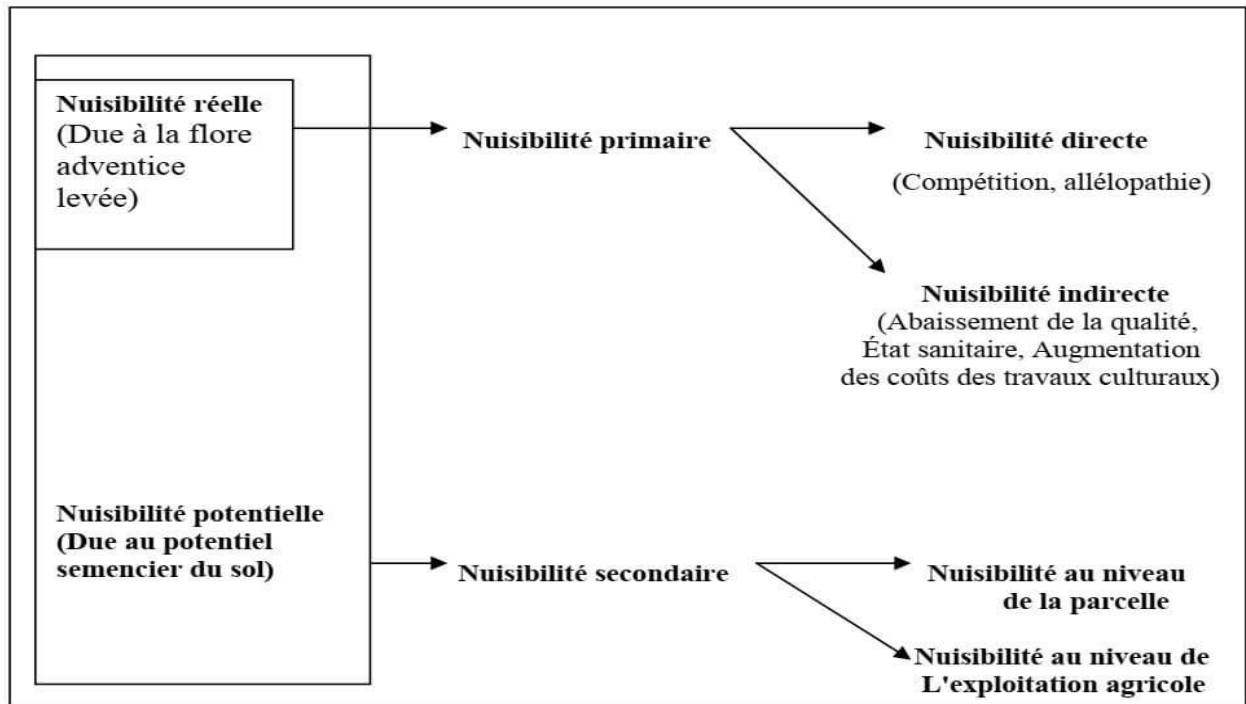 Nuisibilité réelle
(Due à la flore
adventice
levée)
Nuisibilité primaire
Nuisibilité directe
(Compétition, allélopathie)
Nuisibilité indirecte
(Abaissement de la qualité,
État sanitaire, Augmentation
des coûts des travaux culturaux)
Nuisibilité potentielle
(Due au potentiel
semencier du sol)
Nuisibilité secondaire
Nuisibilité au niveau
de la parcelle
Nuisibilité au niveau de
L'exploitation agricole